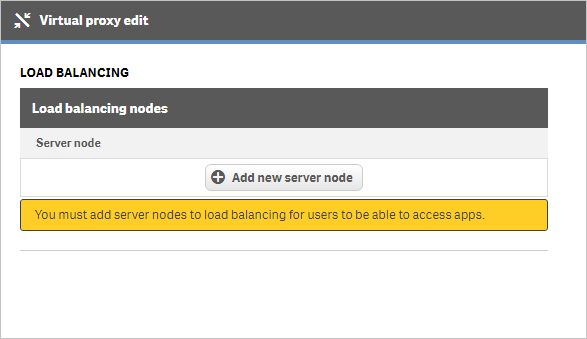 Virtual proxy edit
LOAD BALANCING
Load balancing nodes
Server node
Add new server node
You must add server nodes to load balancing for users to be able to access apps.